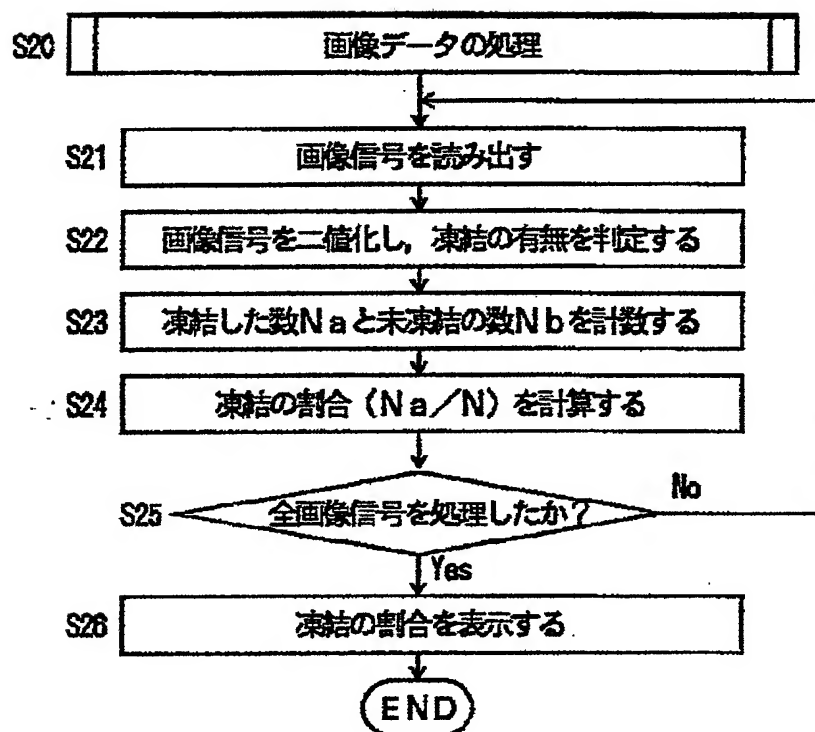 S20 画像データの処理
S21 画像信号を読み出す
S22 画像信号を二値化し，凍結の有無を判定する
S23 凍結した数Ｎａと未凍結の数Ｎｂを計数する
S24 凍結の割合（Ｎａ／Ｎ）を計算する
S25 全画像信号を処理したか？
No
Yes
S26 凍結の割合を表示する
END